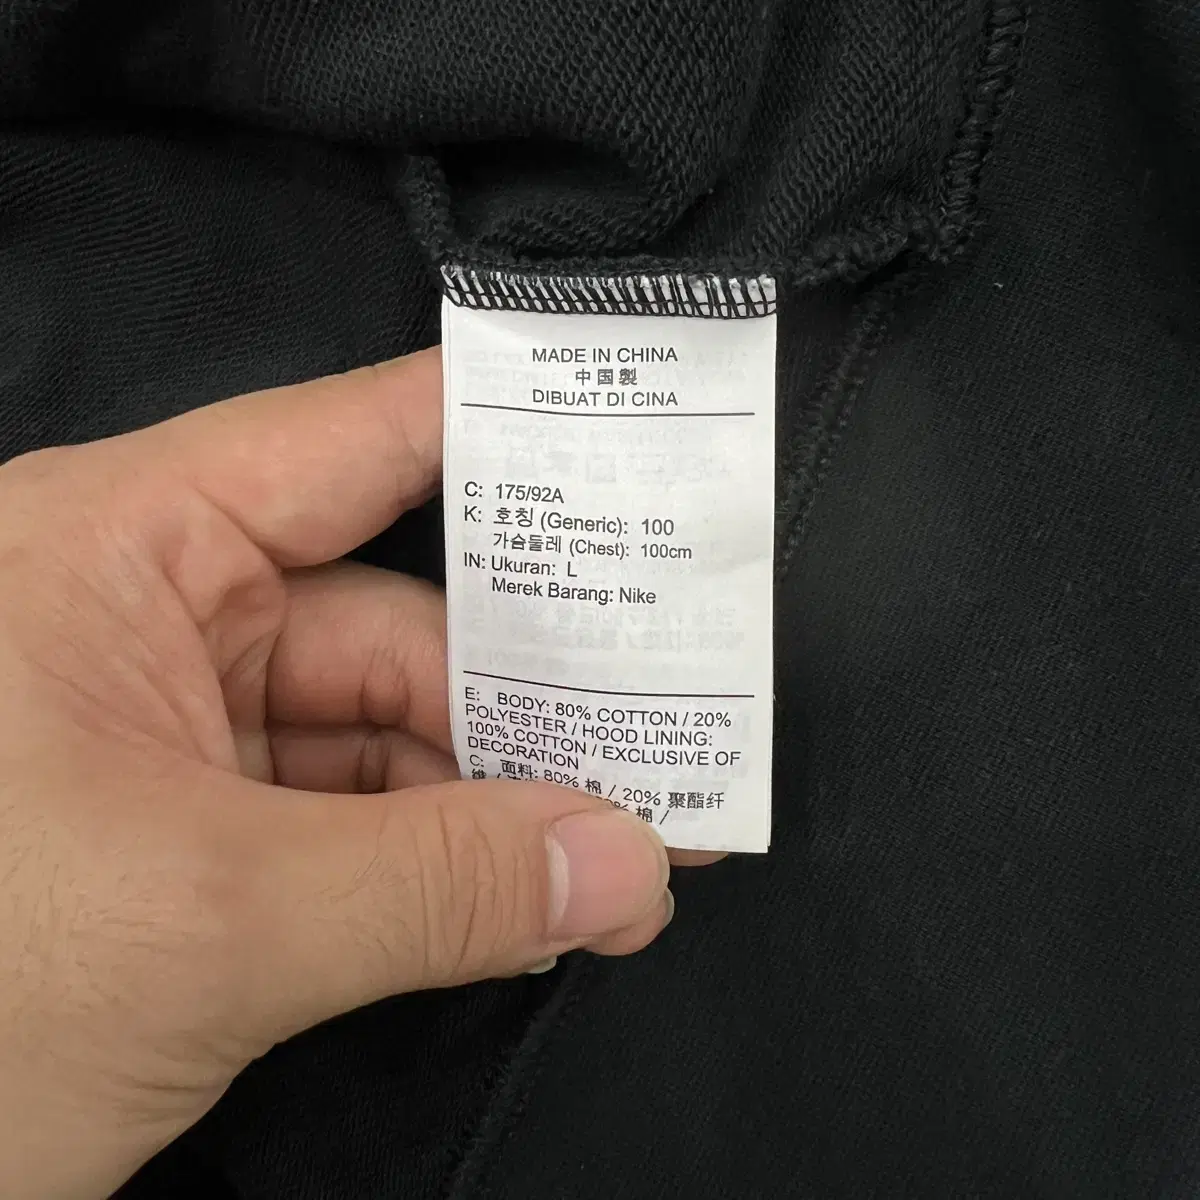 MADE IN CHINA
中国製
DIBUAT DI CINA
C: 175/92A
K: 호칭 (Generic): 100
가슴둘레 (Chest): 100cm
IN: Ukuran: L
Merek Barang: Nike
E: BODY: 80% COTTON / 20%
POLYESTER / HOOD LINING:
100% COTTON / EXCLUSIVE OF
DECORATION
C: 面料: 80% 棉 / 20% 聚酯纤
维 / 棉 /